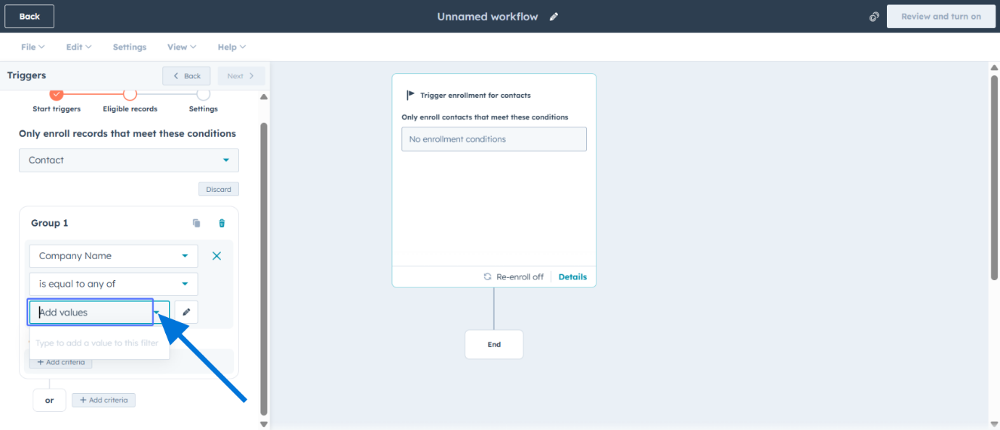 Back
Unnamed workflow
Review and turn on
File
Edit
Settings
View
Help
Triggers
Back
Next
Start triggers
Eligible records
Settings
Only enroll records that meet these conditions
Contact
Discard
Group 1
Company Name
is equal to any of
Add values
Type to add a value to this filter
+ Add criteria
or
+ Add criteria
Trigger enrollment for contacts
Only enroll contacts that meet these conditions
No enrollment conditions
Re-enroll off
Details
End